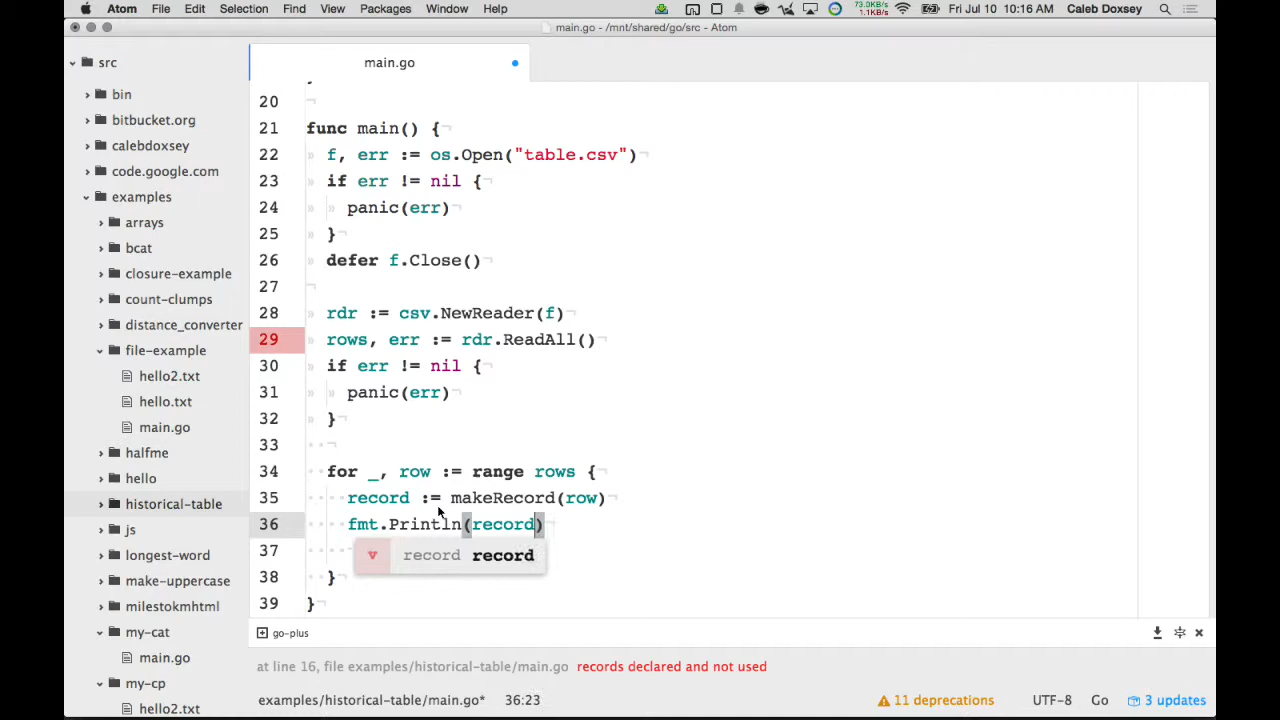 Atom File Edit Selection Find View Packages Window Help 73.0KB/s 1.1KB/s Fri Jul 10 10:16 AM Caleb Doxsey
main.go - /mnt/shared/go/src - Atom
src
bin
bitbucket.org
calebdoxsey
code.google.com
examples
arrays
bcat
closure-example
count-clumps
distance_converter
file-example
hello2.txt
hello.txt
main.go
halfme
hello
historical-table
js
longest-word
make-uppercase
milestokmhtml
my-cat
main.go
my-cp
hello2.txt
main.go
20
21 func main() {
22 f, err := os.Open("table.csv")
23 if err != nil {
24 panic(err)
25 }
26 defer f.Close()
27
28 rdr := csv.NewReader(f)
29 rows, err := rdr.ReadAll()
30 if err != nil {
31 panic(err)
32 }
33
34 for _, row := range rows {
35 record := makeRecord(row)
36 fmt.Println(record)
37 v record record
38 }
39 }
go-plus
at line 16, file examples/historical-table/main.go records declared and not used
examples/historical-table/main.go* 36:23 11 deprecations UTF-8 Go 3 updates